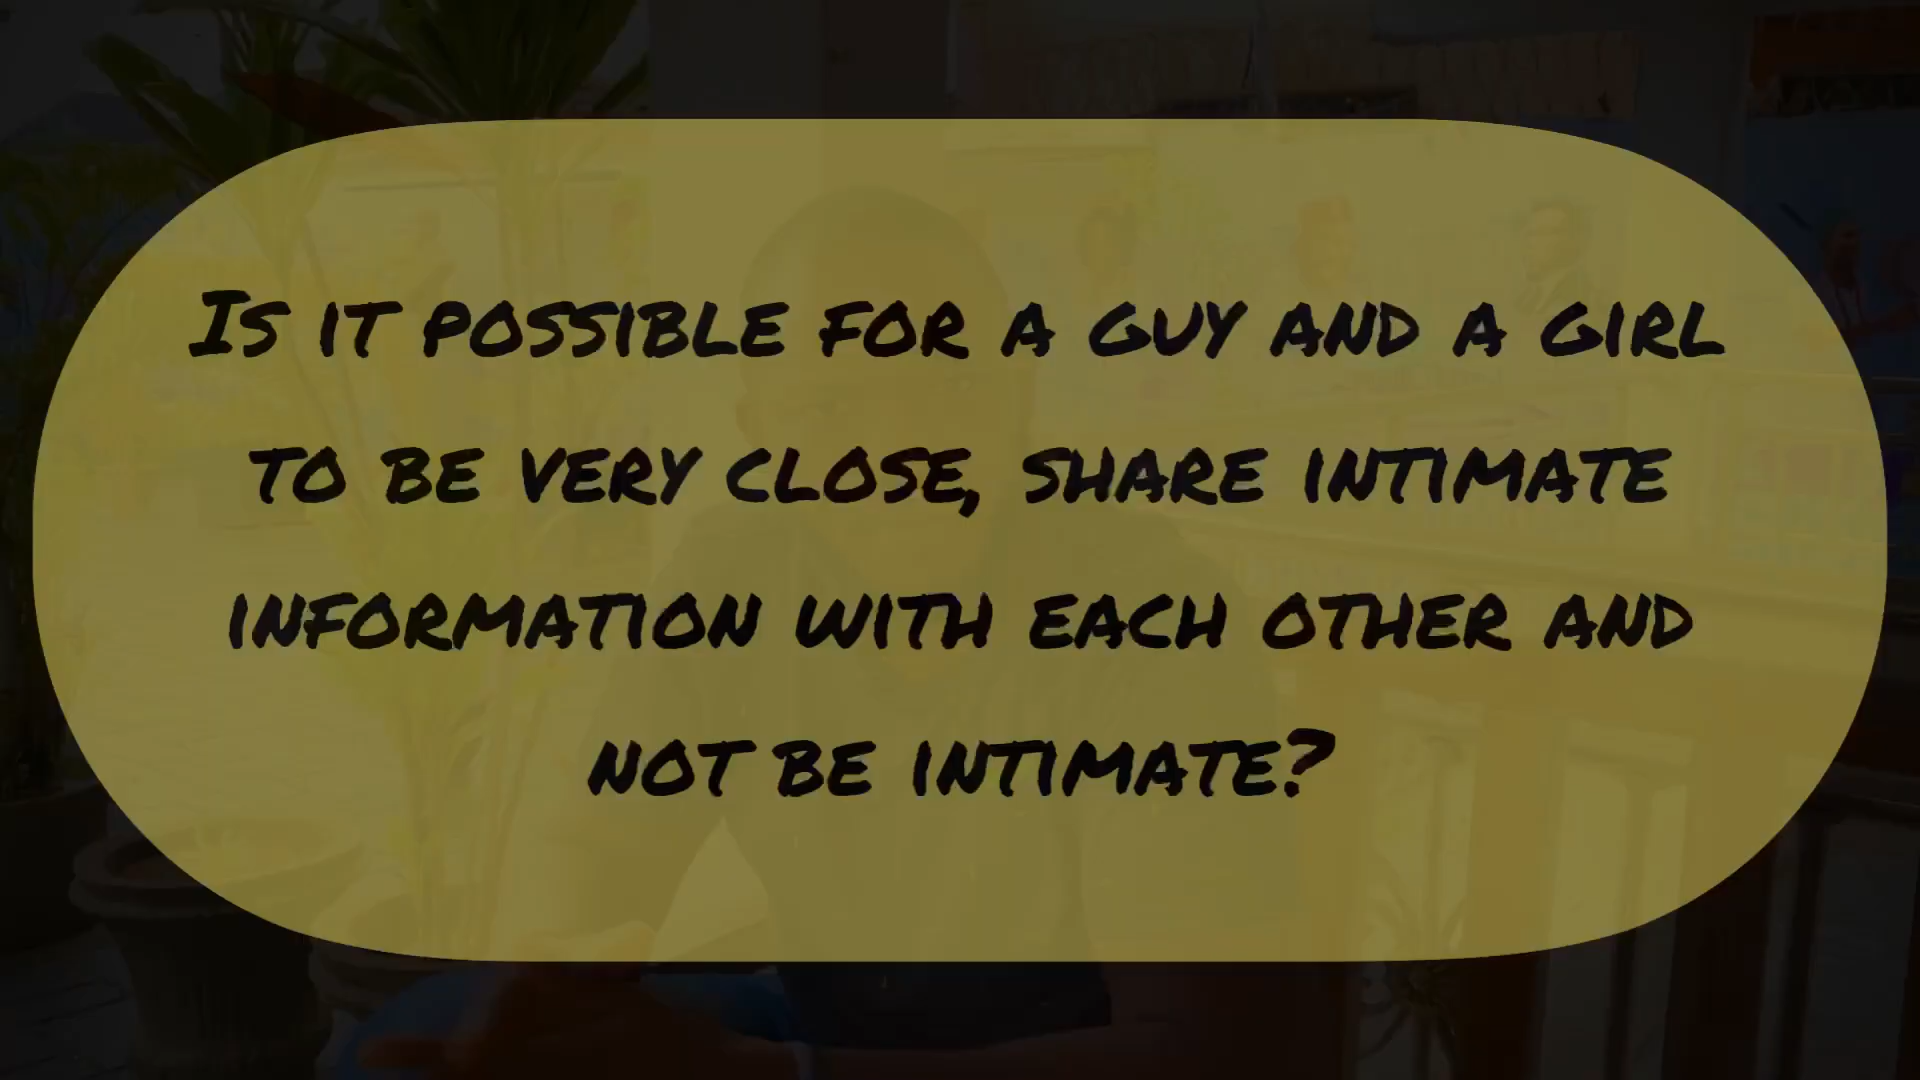 Is it possible for a guy and a girl
to be very close, share intimate
information with each other and
not be intimate?